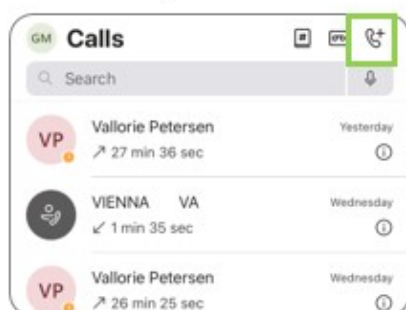 GM Calls
Search
VP Vallorie Petersen Yesterday
↗ 27 min 36 sec
VIENNA VA Wednesday
↙ 1 min 35 sec
VP Vallorie Petersen Wednesday
↗ 26 min 25 sec